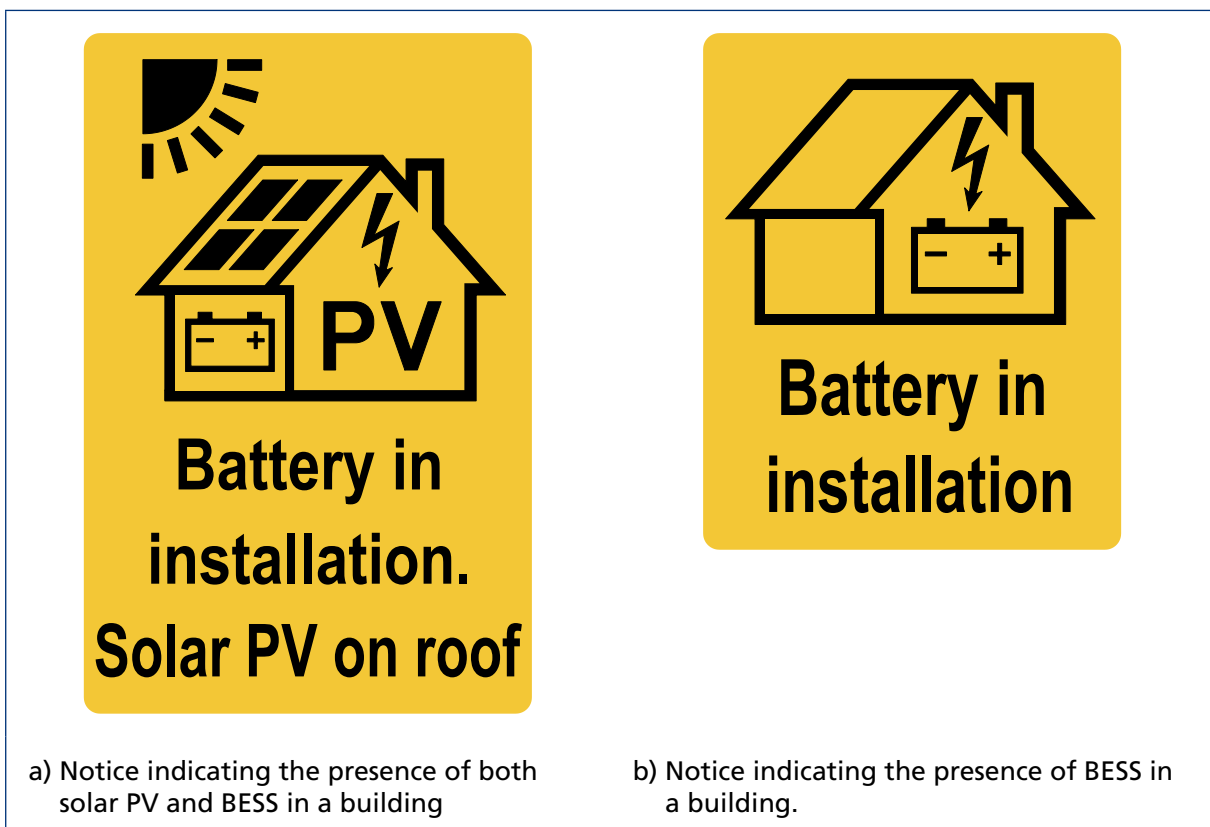 − +
PV
Battery in
installation.
Solar PV on roof
a) Notice indicating the presence of both
solar PV and BESS in a building
− +
Battery in
installation
b) Notice indicating the presence of BESS in
a building.